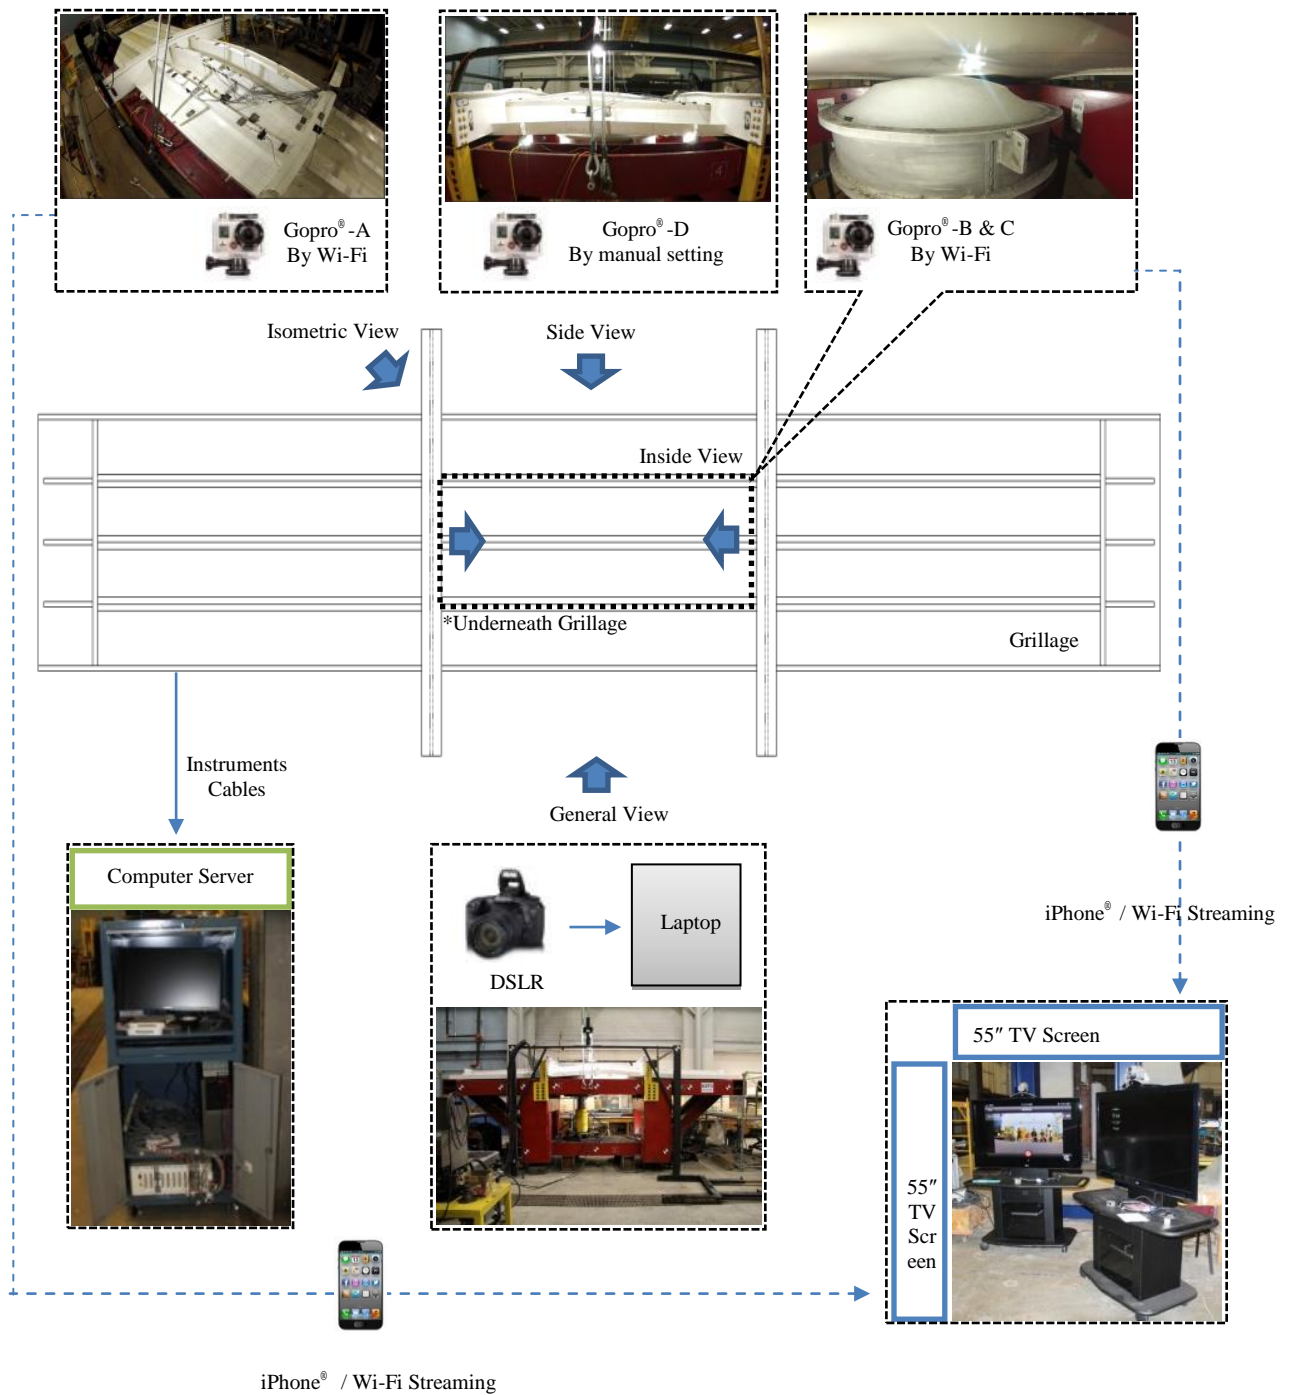 Gopro®-A
By Wi-Fi
Gopro®-D
By manual setting
Gopro®-B & C
By Wi-Fi
Isometric View
Side View
Inside View
*Underneath Grillage
Grillage
Instruments
Cables
General View
Computer Server
DSLR
Laptop
iPhone® / Wi-Fi Streaming
55″ TV Screen
55″
TV
Scr
een
iPhone® / Wi-Fi Streaming